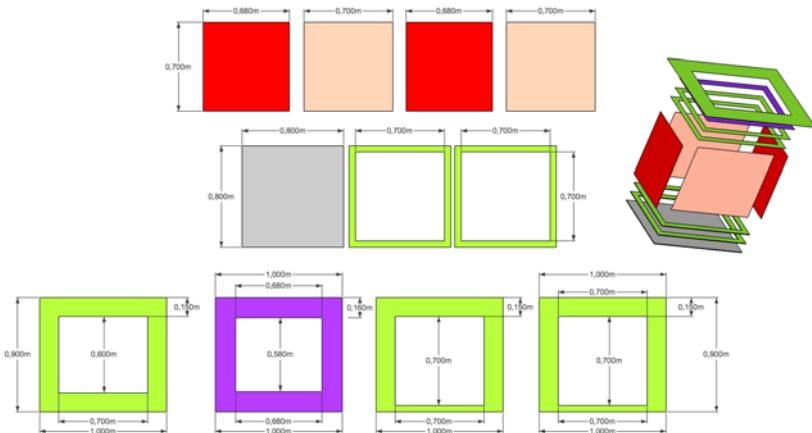 0,680m 0,700m 0,680m 0,700m
0,700m
0,800m 0,700m 0,700m
0,800m 0,700m
1,000m 1,000m
0,680m 0,700m
0,150m 0,160m 0,150m 0,150m
0,900m 0,600m 0,580m 0,700m 0,700m 0,900m
0,700m 0,680m 0,700m 0,700m
1,000m 1,000m 1,000m 1,000m